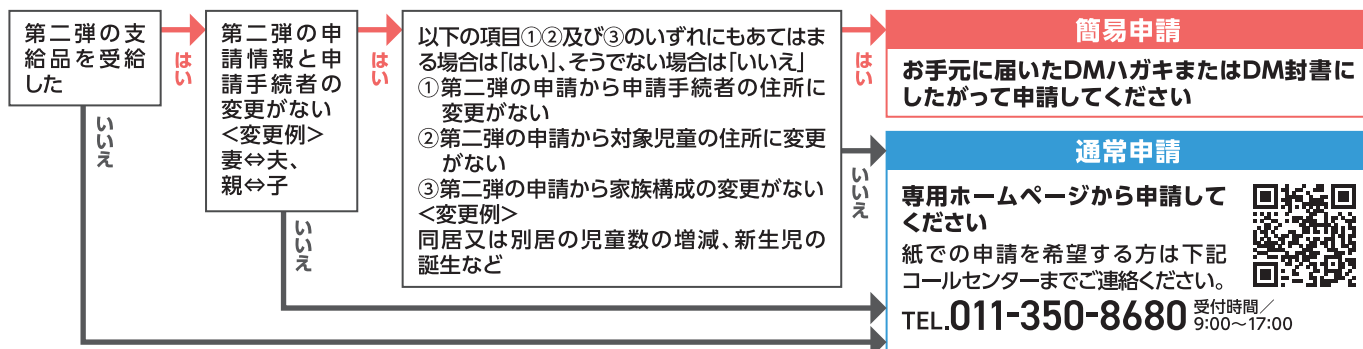 第二弾の支
給品を受給
した
はい
いいえ
第二弾の申
請情報と申
請手続者の
変更がない
<変更例>
妻⇔夫、
親⇔子
はい
いいえ
以下の項目①②及び③のいずれにもあてはま
る場合は「はい」、そうでない場合は「いいえ」
①第二弾の申請から申請手続者の住所に
変更がない
②第二弾の申請から対象児童の住所に変更
がない
③第二弾の申請から家族構成の変更がない
<変更例>
同居又は別居の児童数の増減、新生児の
誕生など
はい
いいえ
簡易申請
お手元に届いたDMハガキまたはDM封書に
したがって申請してください
通常申請
専用ホームページから申請して
ください
紙での申請を希望する方は下記
コールセンターまでご連絡ください。
TEL.011-350-8680 受付時間/
9:00~17:00